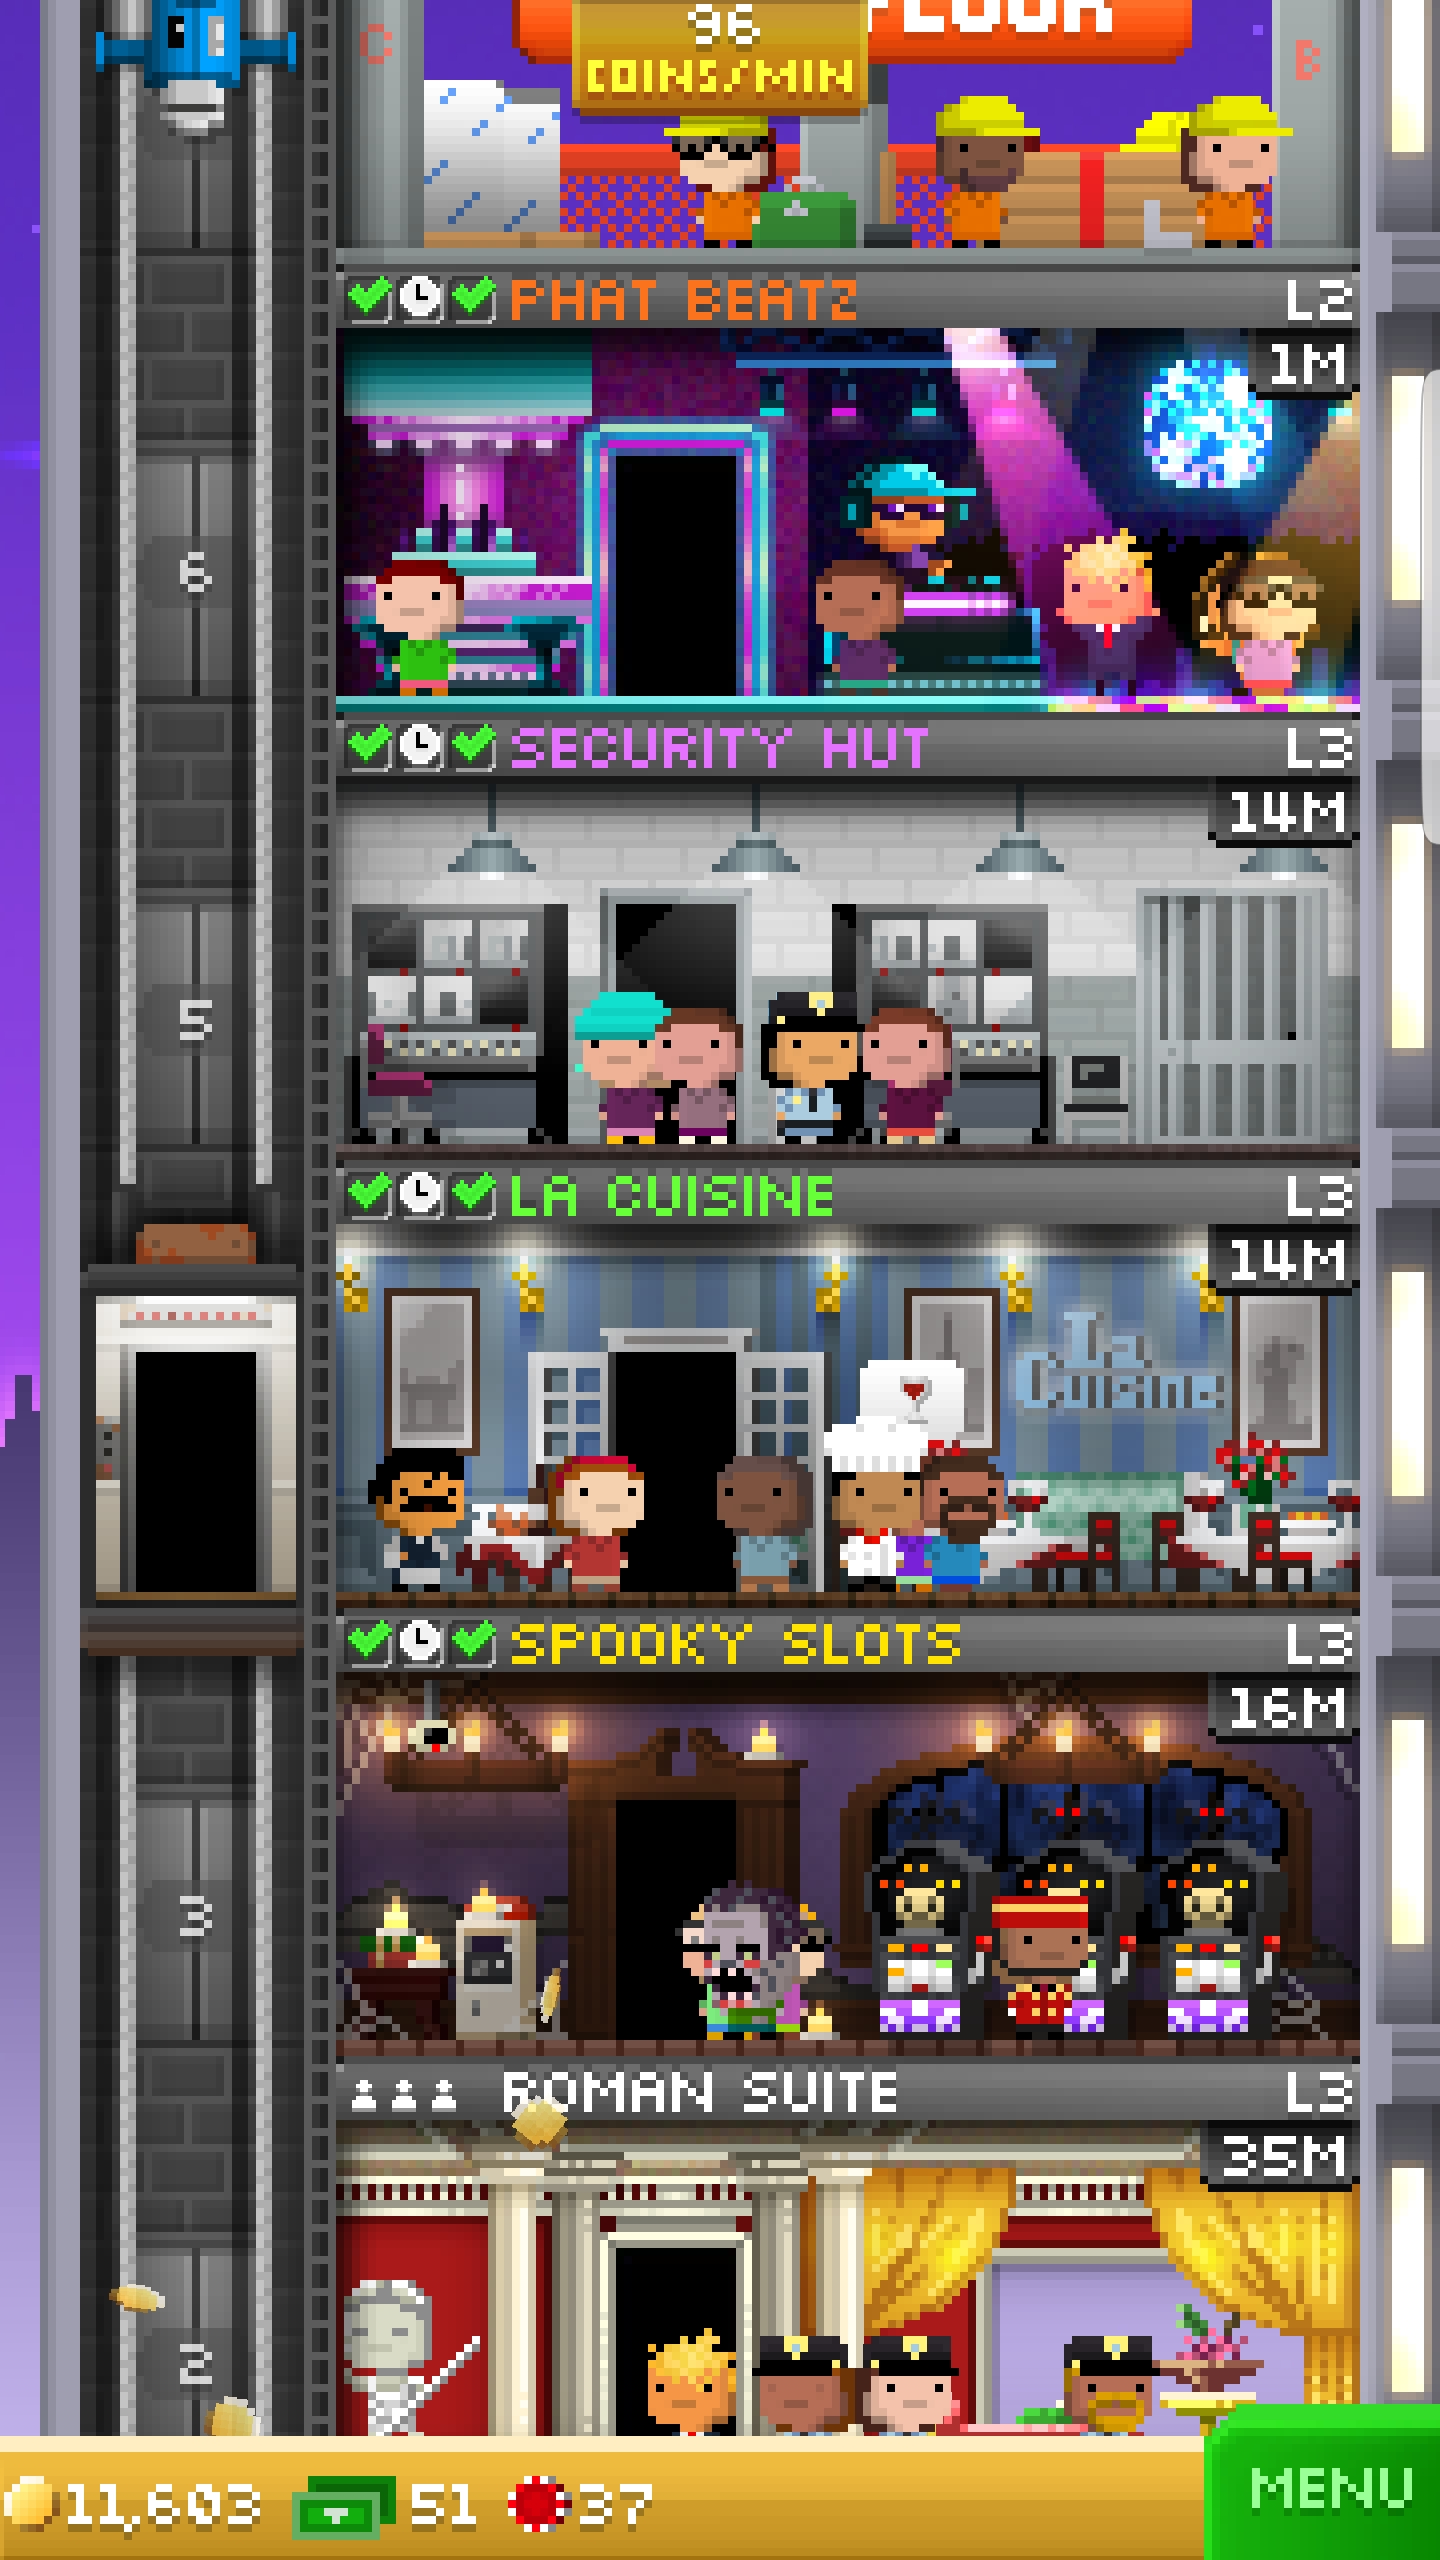 FLOOR
96
COINS/MIN
C
B
PHAT BEATZ L2
1M
6
SECURITY HUT L3
14M
5
LA CUISINE L3
14M
La
Cuisine
SPOOKY SLOTS L3
16M
3
ROMAN SUITE L3
35M
2
11,603 51 37
MENU